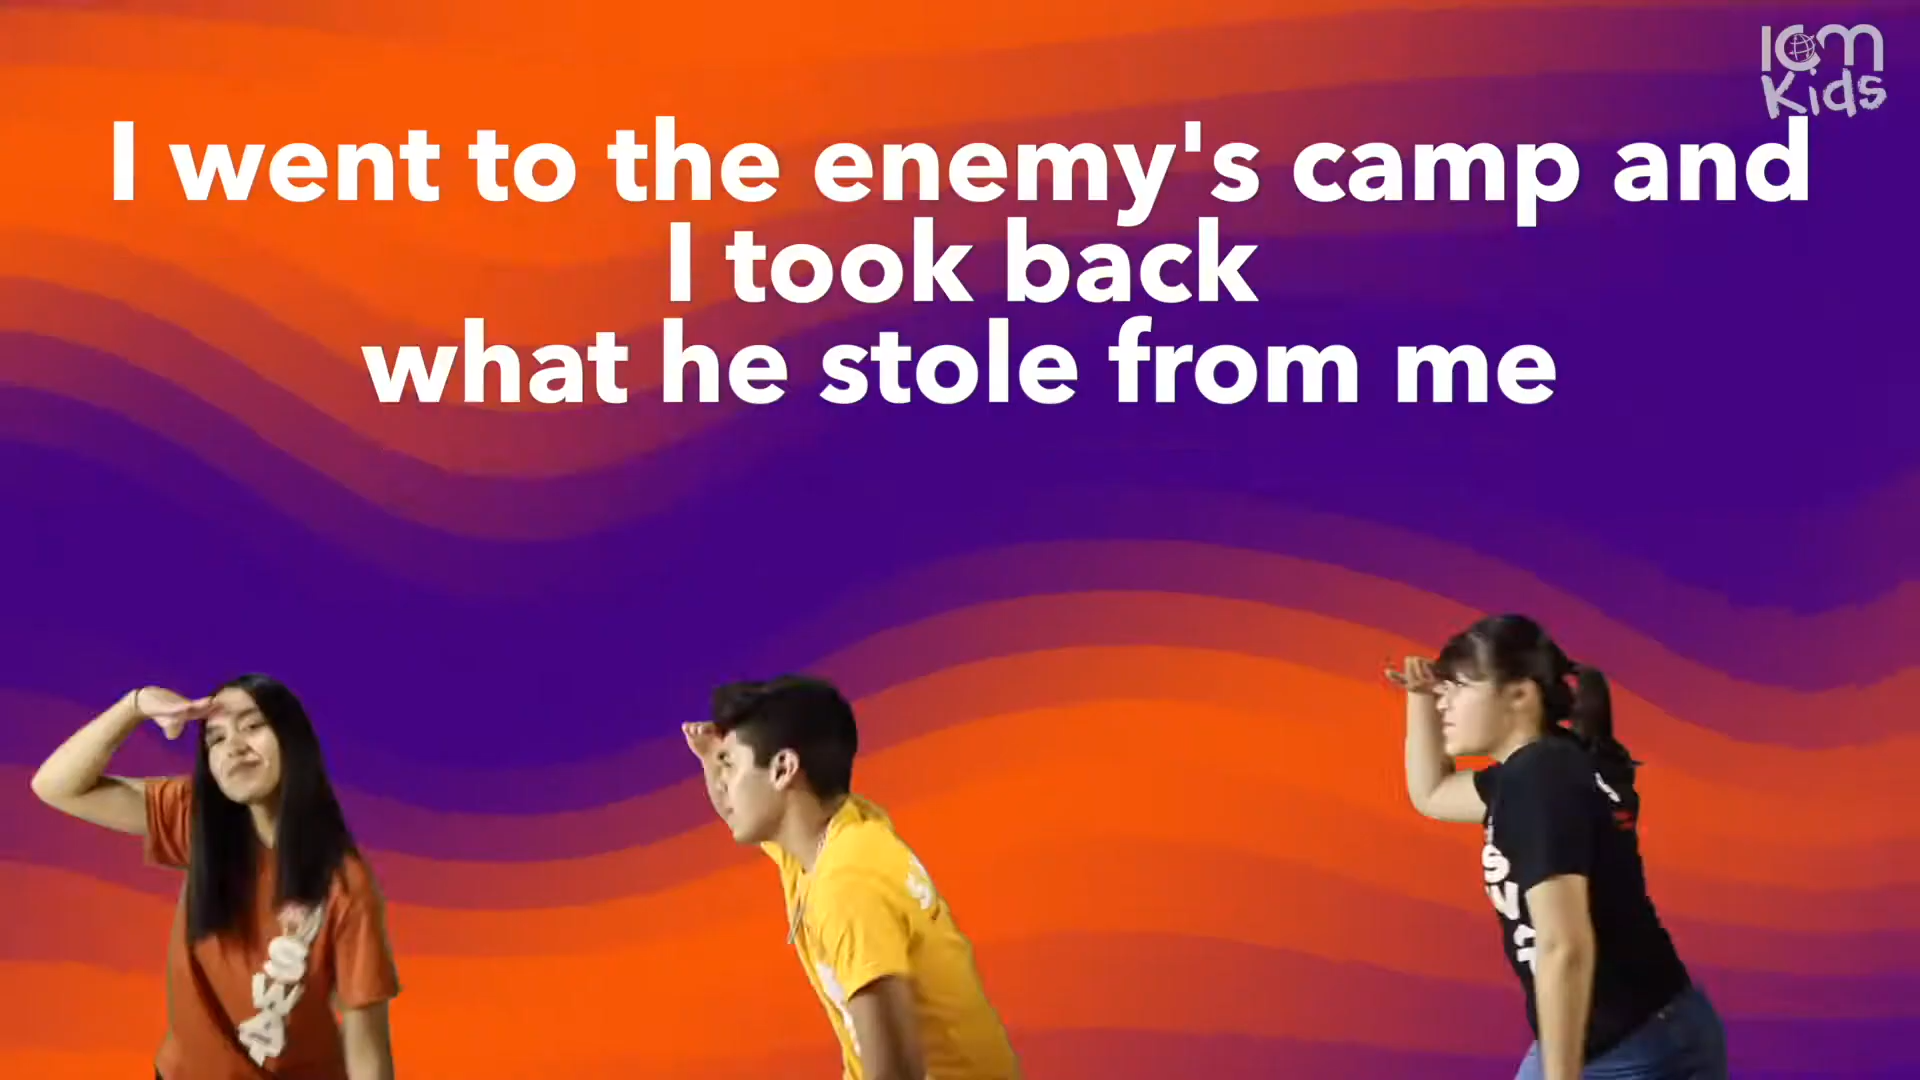 ICM
Kids
I went to the enemy's camp and
I took back
what he stole from me